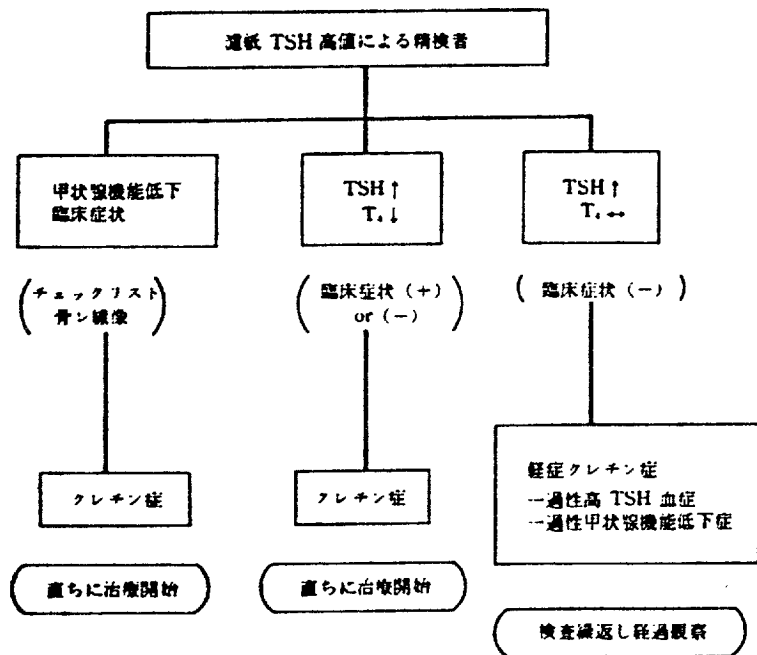 濾紙 TSH 高値による精検者
甲状腺機能低下
臨床症状
(チェックリスト
骨レ線像)
TSH ↑
T₄ ↓
(臨床症状 (+)
or (−))
TSH ↑
T₄ ↔
(臨床症状 (−))
クレチン症
直ちに治療開始
クレチン症
直ちに治療開始
軽症クレチン症
一過性高 TSH 血症
一過性甲状腺機能低下症
検査繰返し経過観察